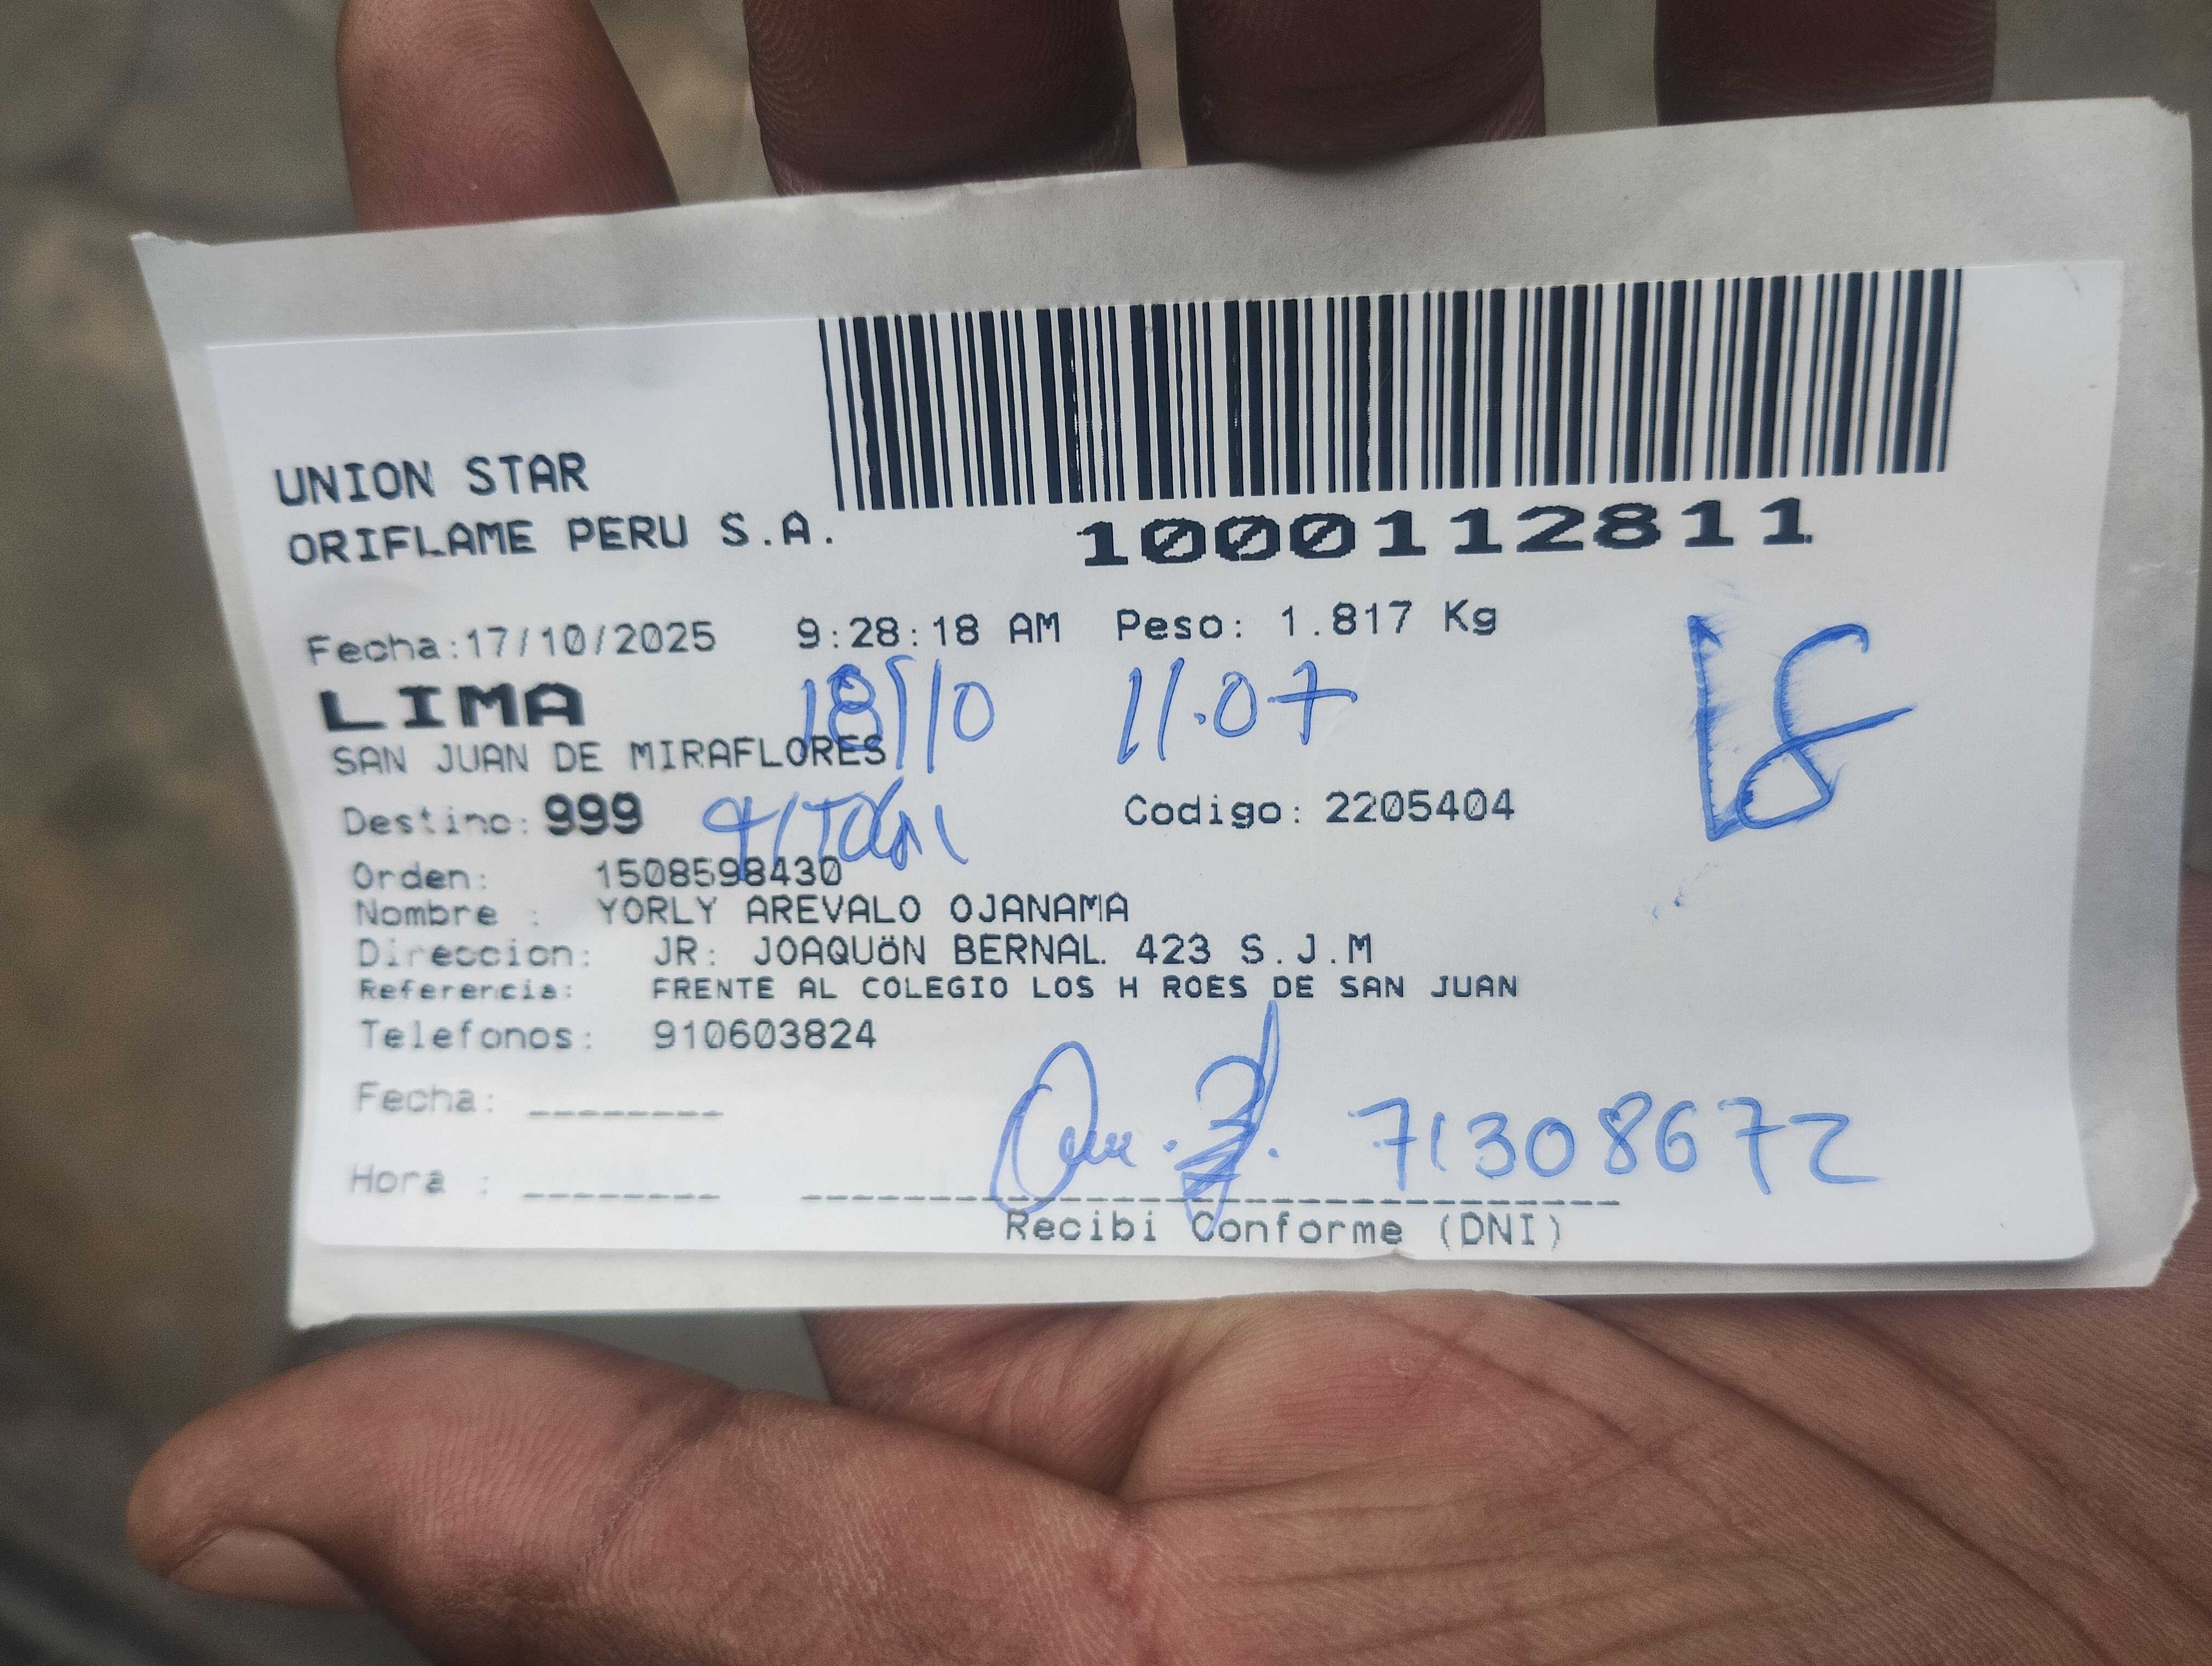 UNION STAR
ORIFLAME PERU S.A.
1000112811
Fecha:17/10/2025 9:28:18 AM Peso: 1.817 Kg
LIMA 18/10 11.07
SAN JUAN DE MIRAFLORES
Destino: 999 Codigo: 2205404
Orden: 1508598430
Nombre : YORLY AREVALO OJANAMA
Direccion: JR: JOAQUöN BERNAL. 423 S.J.M
Referencia: FRENTE AL COLEGIO LOS H ROES DE SAN JUAN
Telefonos: 910603824
Fecha: ________
71308672
Hora : ________
Recibi Conforme (DNI)